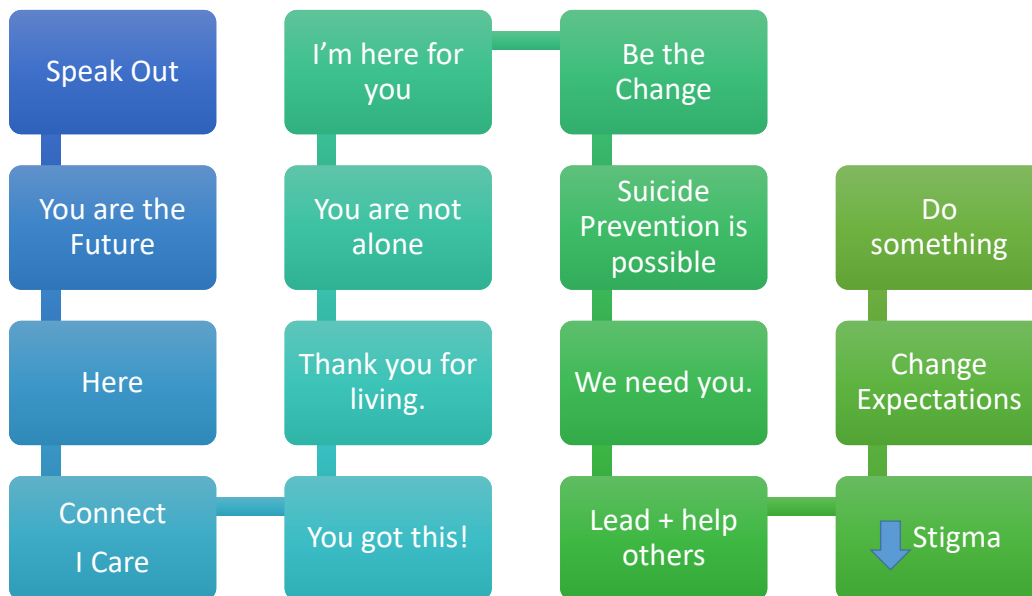 Speak Out
You are the
Future
Here
Connect
I Care
You got this!
Thank you for
living.
You are not
alone
I’m here for
you
Be the
Change
Suicide
Prevention is
possible
We need you.
Lead + help
others
Stigma
Change
Expectations
Do
something